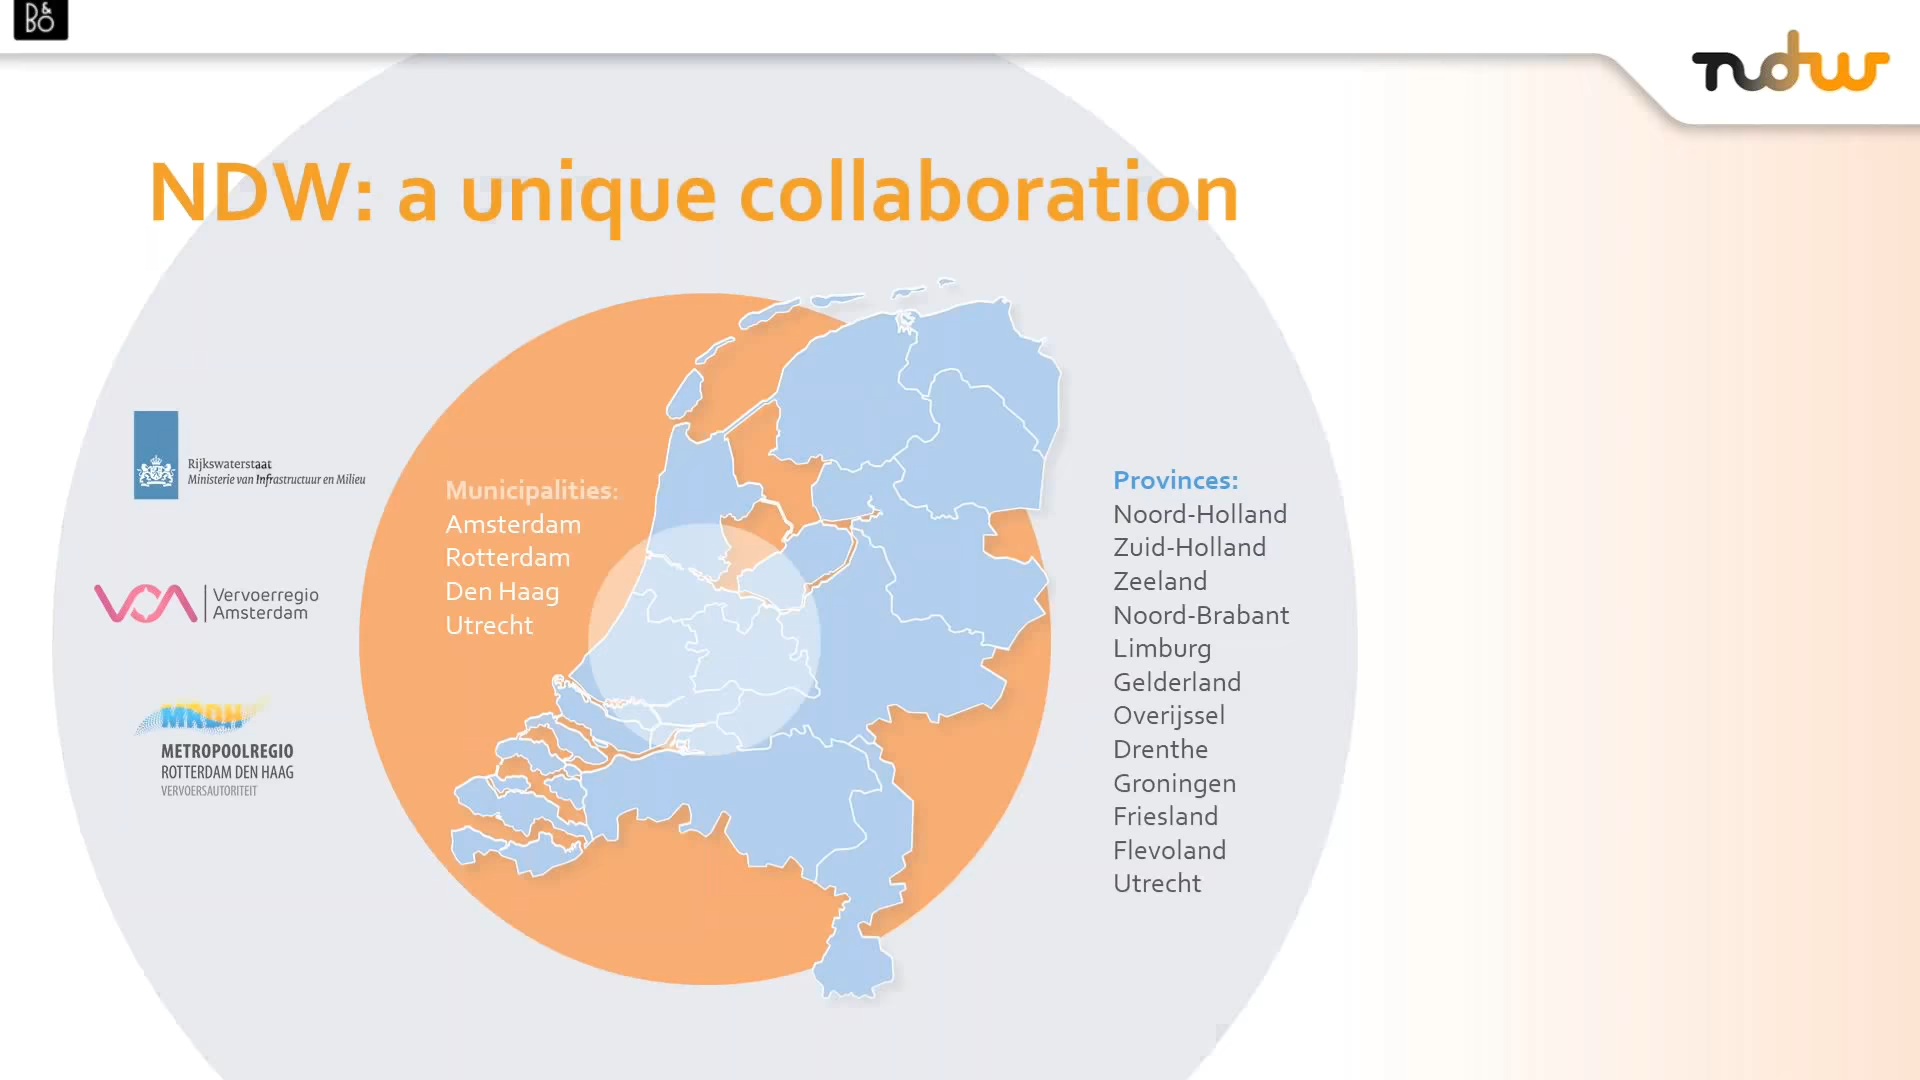 B&O
ndw
NDW: a unique collaboration
Rijkswaterstaat
Ministerie van Infrastructuur en Milieu
Vervoerregio
Amsterdam
MRDH
METROPOOLREGIO
ROTTERDAM DEN HAAG
VERVOERSAUTORITEIT
Municipalities:
Amsterdam
Rotterdam
Den Haag
Utrecht
Provinces:
Noord-Holland
Zuid-Holland
Zeeland
Noord-Brabant
Limburg
Gelderland
Overijssel
Drenthe
Groningen
Friesland
Flevoland
Utrecht